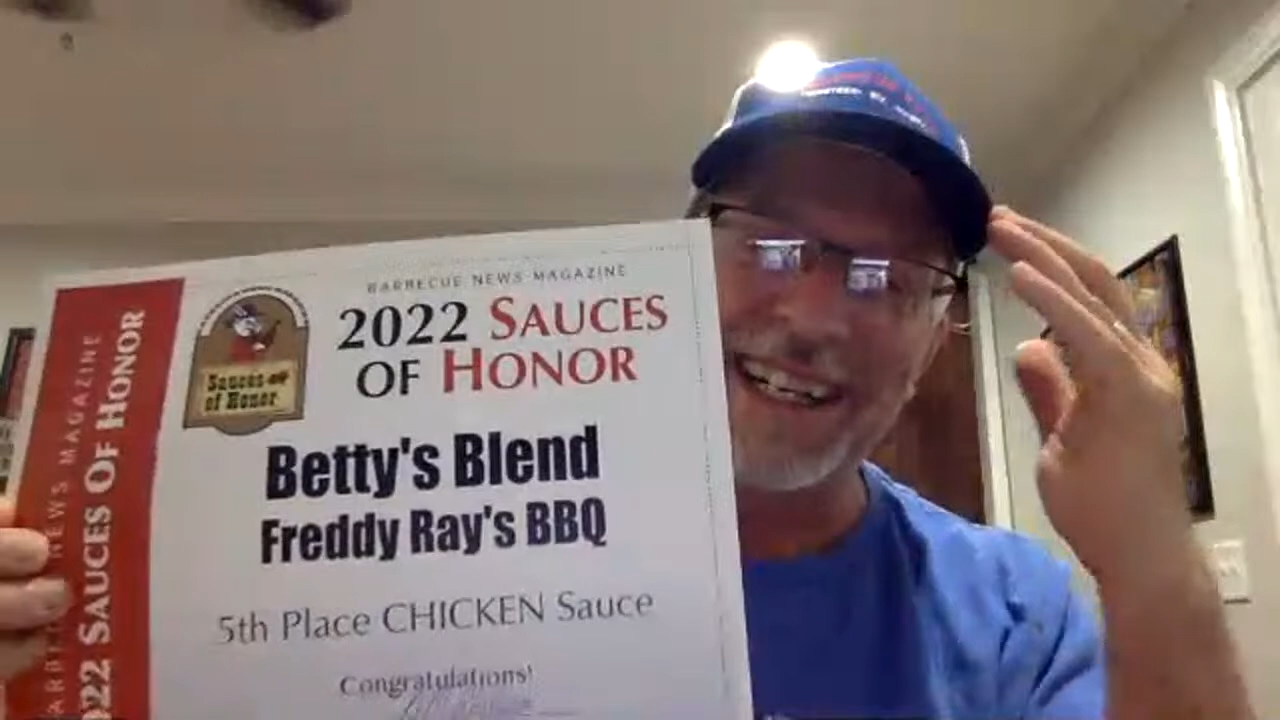 BARBECUE NEWS MAGAZINE
2022 SAUCES OF HONOR
Sauces
of Honor
BARBECUE NEWS MAGAZINE
2022 SAUCES
OF HONOR
Betty's Blend
Freddy Ray's BBQ
5th Place CHICKEN Sauce
Congratulations!